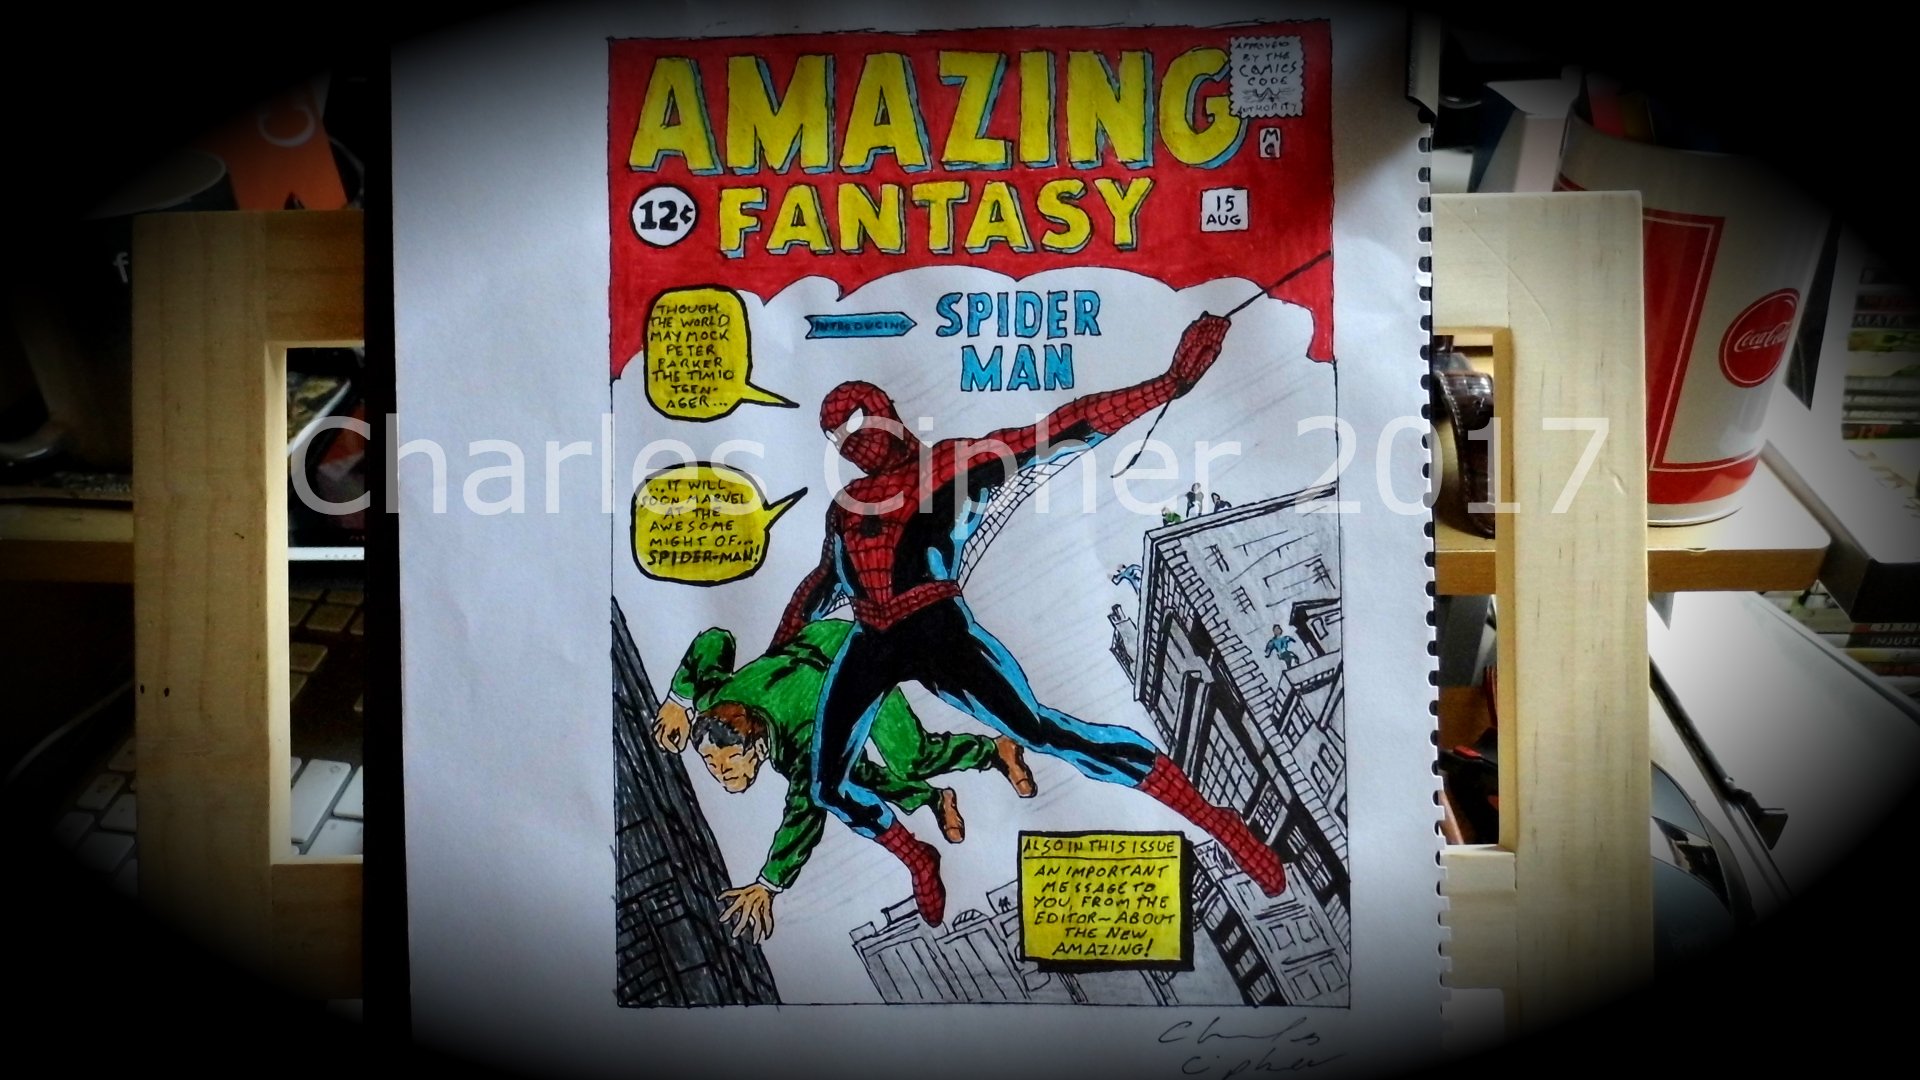 AMAZING
FANTASY
APPROVED
BY THE
COMICS
CODE
AUTHORITY
MC
12¢
15
AUG
INTRODUCING
SPIDER
MAN
THOUGH
THE WORLD
MAY MOCK
PETER
PARKER
THE TIMID
TEEN-
AGER...
...IT WILL
SOON MARVEL
AT THE
AWESOME
MIGHT OF...
SPIDER-MAN!
Charles Cipher 2017
ALSO IN THIS ISSUE
AN IMPORTANT
MESSAGE TO
YOU, FROM THE
EDITOR~ABOUT
THE NEW
AMAZING!
Charles
Cipher
Coca-Cola
INJUST